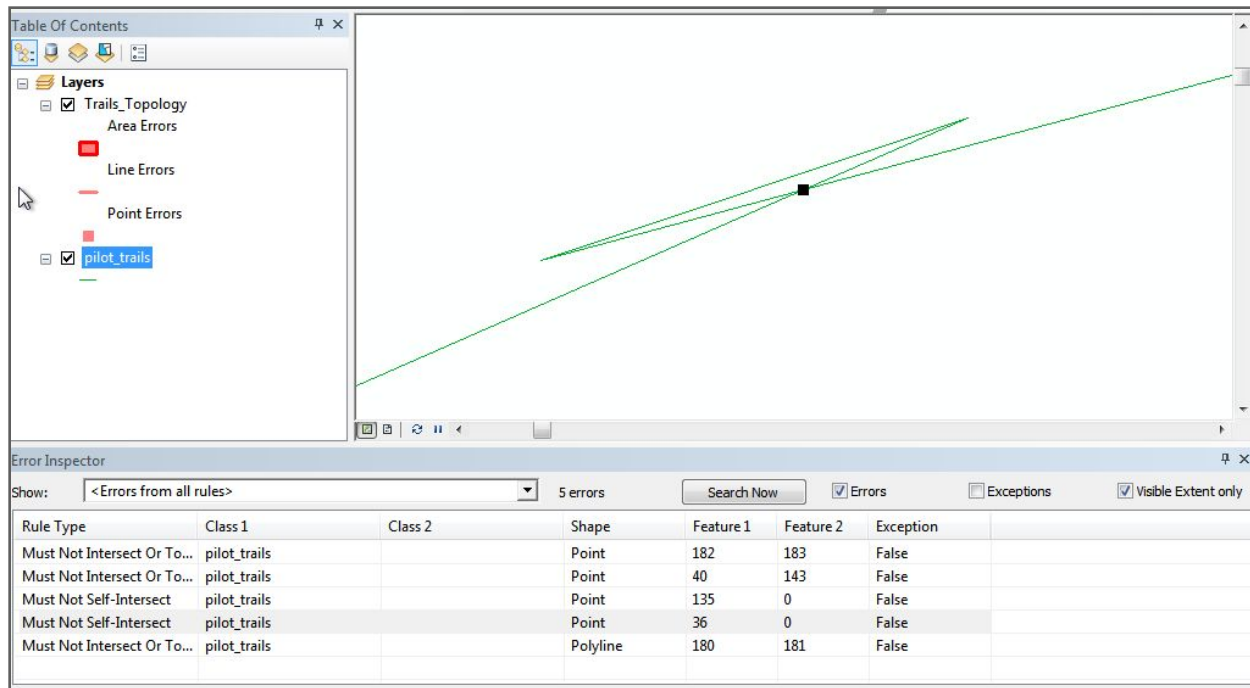 Table Of Contents
Layers
Trails_Topology
Area Errors
Line Errors
Point Errors
pilot_trails
Error Inspector
Show: <Errors from all rules> 5 errors Search Now Errors Exceptions Visible Extent only
Rule Type Class 1 Class 2 Shape Feature 1 Feature 2 Exception
Must Not Intersect Or To... pilot_trails Point 182 183 False
Must Not Intersect Or To... pilot_trails Point 40 143 False
Must Not Self-Intersect pilot_trails Point 135 0 False
Must Not Self-Intersect pilot_trails Point 36 0 False
Must Not Intersect Or To... pilot_trails Polyline 180 181 False